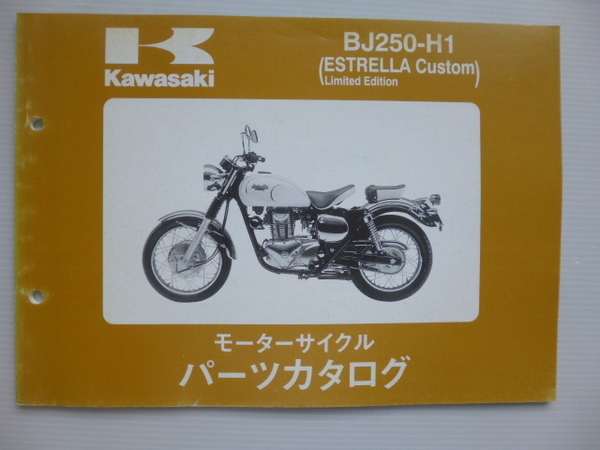 Kawasaki
BJ250-H1
(ESTRELLA Custom)
Limited Edition
モーターサイクル
パーツカタログ